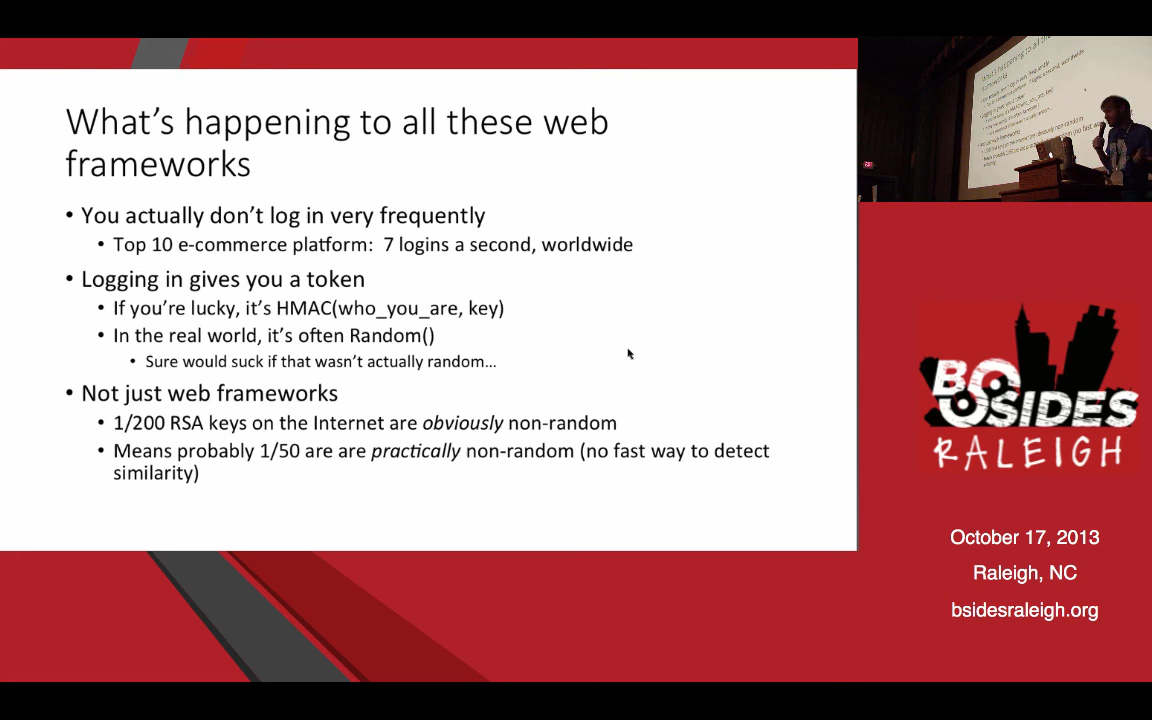 What's happening to all these web
frameworks
• You actually don't log in very frequently
• Top 10 e-commerce platform: 7 logins a second, worldwide
• Logging in gives you a token
• If you're lucky, it's HMAC(who_you_are, key)
• In the real world, it's often Random()
• Sure would suck if that wasn't actually random...
• Not just web frameworks
• 1/200 RSA keys on the Internet are obviously non-random
• Means probably 1/50 are are practically non-random (no fast way to detect
similarity)
BSIDES
RALEIGH
October 17, 2013
Raleigh, NC
bsidesraleigh.org